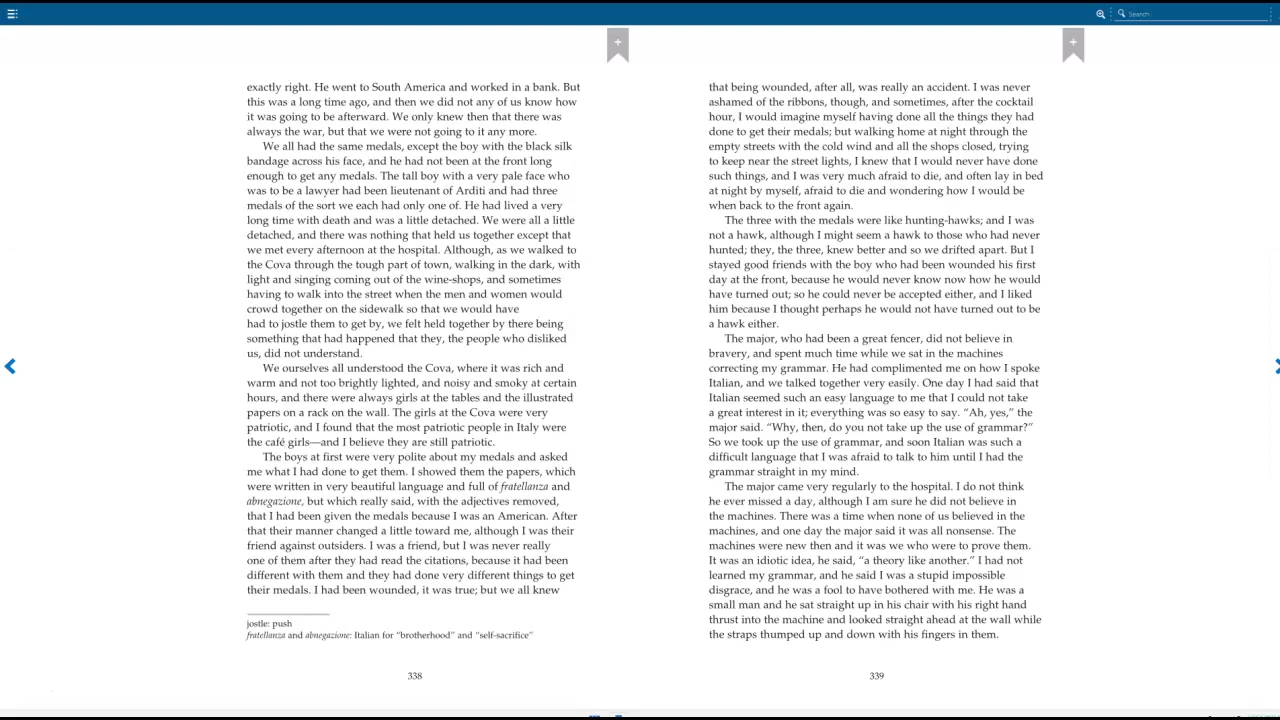 Search
exactly right. He went to South America and worked in a bank. But
this was a long time ago, and then we did not any of us know how
it was going to be afterward. We only knew then that there was
always the war, but that we were not going to it any more.
We all had the same medals, except the boy with the black silk
bandage across his face, and he had not been at the front long
enough to get any medals. The tall boy with a very pale face who
was to be a lawyer had been lieutenant of Arditi and had three
medals of the sort we each had only one of. He had lived a very
long time with death and was a little detached. We were all a little
detached, and there was nothing that held us together except that
we met every afternoon at the hospital. Although, as we walked to
the Cova through the tough part of town, walking in the dark, with
light and singing coming out of the wine-shops, and sometimes
having to walk into the street when the men and women would
crowd together on the sidewalk so that we would have
had to jostle them to get by, we felt held together by there being
something that had happened that they, the people who disliked
us, did not understand.
We ourselves all understood the Cova, where it was rich and
warm and not too brightly lighted, and noisy and smoky at certain
hours, and there were always girls at the tables and the illustrated
papers on a rack on the wall. The girls at the Cova were very
patriotic, and I found that the most patriotic people in Italy were
the café girls—and I believe they are still patriotic.
The boys at first were very polite about my medals and asked
me what I had done to get them. I showed them the papers, which
were written in very beautiful language and full of fratellanza and
abnegazione, but which really said, with the adjectives removed,
that I had been given the medals because I was an American. After
that their manner changed a little toward me, although I was their
friend against outsiders. I was a friend, but I was never really
one of them after they had read the citations, because it had been
different with them and they had done very different things to get
their medals. I had been wounded, it was true; but we all knew
jostle: push
fratellanza and abnegazione: Italian for “brotherhood” and “self-sacrifice”
338
that being wounded, after all, was really an accident. I was never
ashamed of the ribbons, though, and sometimes, after the cocktail
hour, I would imagine myself having done all the things they had
done to get their medals; but walking home at night through the
empty streets with the cold wind and all the shops closed, trying
to keep near the street lights, I knew that I would never have done
such things, and I was very much afraid to die, and often lay in bed
at night by myself, afraid to die and wondering how I would be
when back to the front again.
The three with the medals were like hunting-hawks; and I was
not a hawk, although I might seem a hawk to those who had never
hunted; they, the three, knew better and so we drifted apart. But I
stayed good friends with the boy who had been wounded his first
day at the front, because he would never know now how he would
have turned out; so he could never be accepted either, and I liked
him because I thought perhaps he would not have turned out to be
a hawk either.
The major, who had been a great fencer, did not believe in
bravery, and spent much time while we sat in the machines
correcting my grammar. He had complimented me on how I spoke
Italian, and we talked together very easily. One day I had said that
Italian seemed such an easy language to me that I could not take
a great interest in it; everything was so easy to say. “Ah, yes,” the
major said. “Why, then, do you not take up the use of grammar?”
So we took up the use of grammar, and soon Italian was such a
difficult language that I was afraid to talk to him until I had the
grammar straight in my mind.
The major came very regularly to the hospital. I do not think
he ever missed a day, although I am sure he did not believe in
the machines. There was a time when none of us believed in the
machines, and one day the major said it was all nonsense. The
machines were new then and it was we who were to prove them.
It was an idiotic idea, he said, “a theory like another.” I had not
learned my grammar, and he said I was a stupid impossible
disgrace, and he was a fool to have bothered with me. He was a
small man and he sat straight up in his chair with his right hand
thrust into the machine and looked straight ahead at the wall while
the straps thumped up and down with his fingers in them.
339